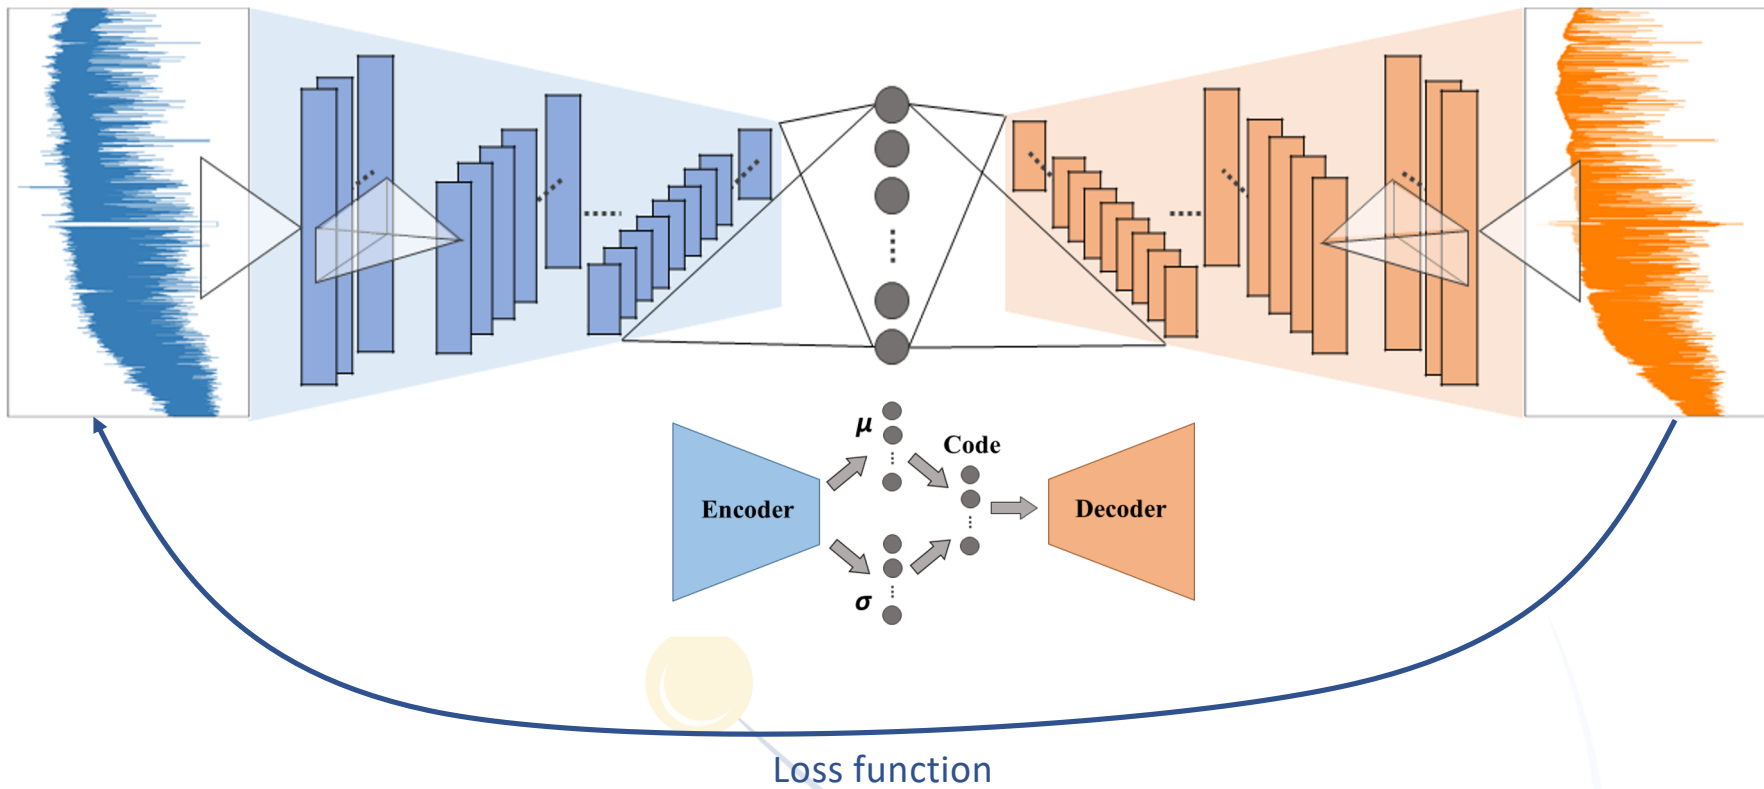 μ
Code
Encoder
Decoder
σ
Loss function